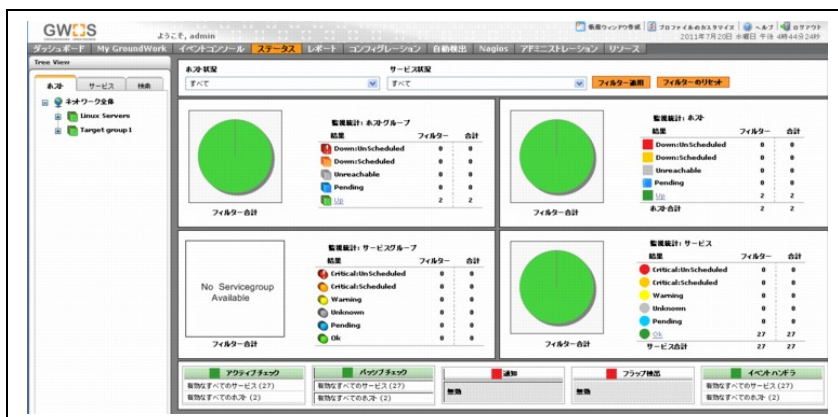 GWOS
ようこそ, admin
新規ウィンドウ作成 プロファイルのカスタマイズ ヘルプ ログアウト
2011年7月20日 水曜日 午後 4時44分24秒
ダッシュボード My GroundWork イベントコンソール ステータス レポート コンフィグレーション 自動検出 Nagios アドミニストレーション リソース
Tree View
ホスト サービス 検索
ネットワーク全体
Linux Servers
Target group1
ホスト状況 サービス状況
すべて すべて フィルター適用 フィルターのリセット
監視統計: ホストグループ
結果 フィルター 合計
Down:UnScheduled 0 0
Down:Scheduled 0 0
Unreachable 0 0
Pending 0 0
Up 2 2
フィルター合計
監視統計: ホスト
結果 フィルター 合計
Down:UnScheduled 0 0
Down:Scheduled 0 0
Unreachable 0 0
Pending 0 0
Up 2 2
ホスト合計 2 2
フィルター合計
No Servicegroup
Available
フィルター合計
監視統計: サービスグループ
結果 フィルター 合計
Critical:UnScheduled 0 0
Critical:Scheduled 0 0
Warning 0 0
Unknown 0 0
Pending 0 0
Ok 0 0
監視統計: サービス
結果 フィルター 合計
Critical:UnScheduled 0 0
Critical:Scheduled 0 0
Warning 0 0
Unknown 0 0
Pending 0 0
Ok 27 27
サービス合計 27 27
フィルター合計
アクティブチェック
有効なすべてのサービス (27)
有効なすべてのホスト (2)
パッシブチェック
有効なすべてのサービス (27)
有効なすべてのホスト (2)
通知
無効
フラップ検出
無効
イベントハンドラ
有効なすべてのサービス (27)
有効なすべてのホスト (2)